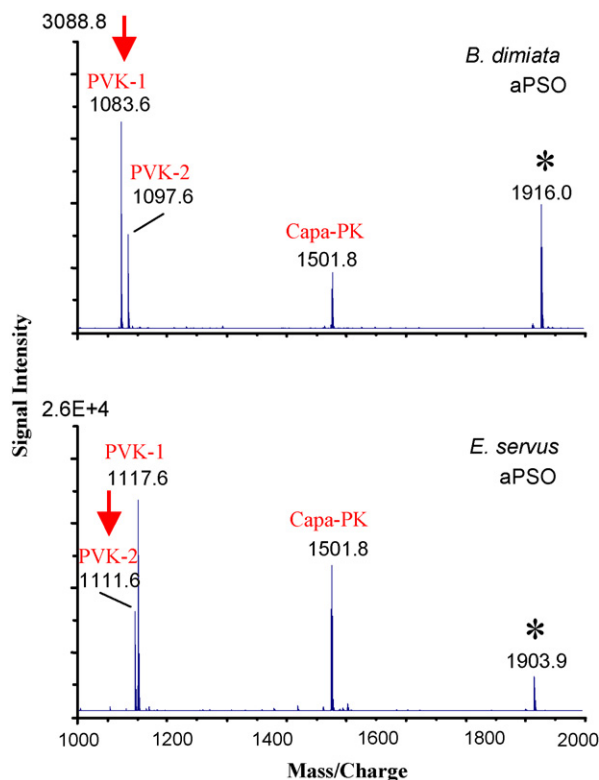 3088.8
B. dimiata
aPSO
PVK-1
1083.6
PVK-2
1097.6
Capa-PK
1501.8
*
1916.0
Signal Intensity
2.6E+4
E. servus
aPSO
PVK-1
1117.6
PVK-2
1111.6
Capa-PK
1501.8
*
1903.9
1000 1200 1400 1600 1800 2000
Mass/Charge